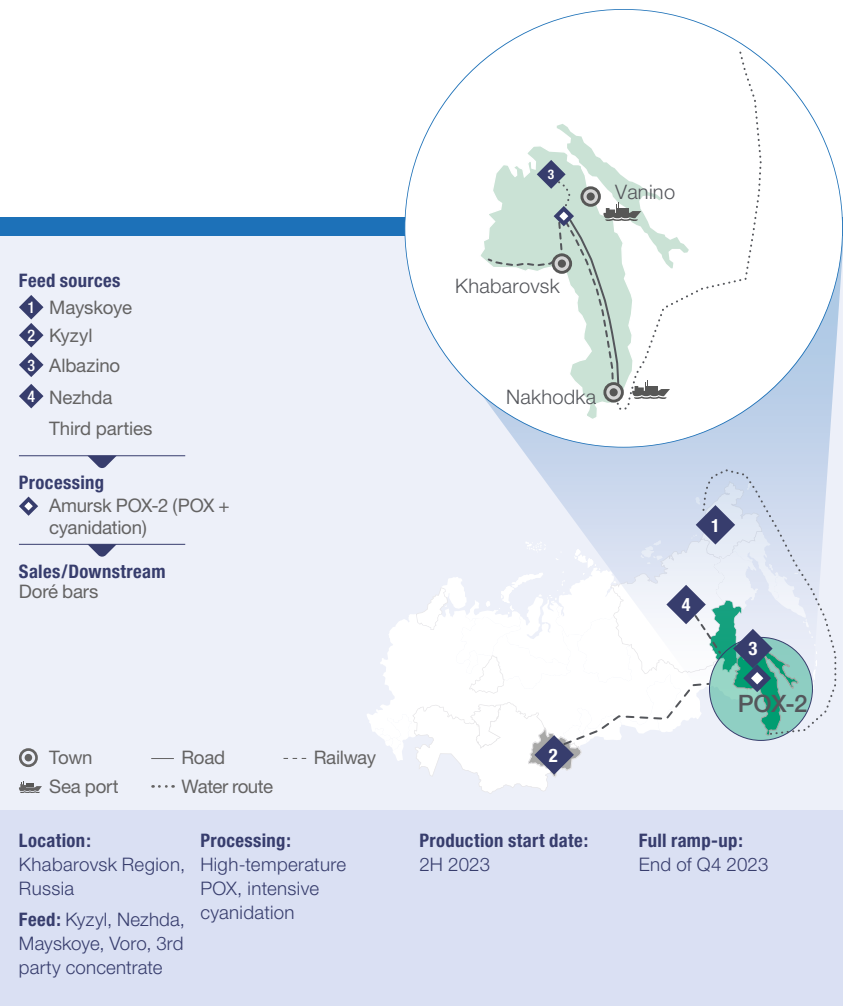 3
Vanino
Khabarovsk
Nakhodka
Feed sources
1 Mayskoye
2 Kyzyl
3 Albazino
4 Nezhda
Third parties
Processing
Amursk POX-2 (POX +
cyanidation)
Sales/Downstream
Doré bars
1
4
3
POX-2
2
Town
Road
Railway
Sea port
Water route
Location:
Khabarovsk Region,
Russia
Feed: Kyzyl, Nezhda,
Mayskoye, Voro, 3rd
party concentrate
Processing:
High-temperature
POX, intensive
cyanidation
Production start date:
2H 2023
Full ramp-up:
End of Q4 2023